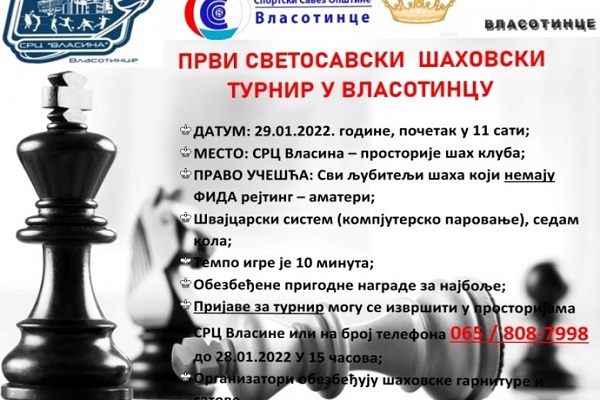 СРЦ "ВЛАСИНА"
Власотинце
Спортски Савез Општине
Власотинце
ВЛАСОТИНЦЕ
ПРВИ СВЕТОСАВСКИ ШАХОВСКИ
ТУРНИР У ВЛАСОТИНЦУ
ДАТУМ: 29.01.2022. године, почетак у 11 сати;
МЕСТО: СРЦ Власина – просторије шах клуба;
ПРАВО УЧЕШЋА: Сви љубитељи шаха који немају
ФИДА рејтинг – аматери;
Швајцарски систем (компјутерско паровање), седам
кола;
Темпо игре је 10 минута;
Обезбеђене пригодне награде за најбоље;
Пријаве за турнир могу се извршити у просторијама
СРЦ Власине или на број телефона 065 / 808-7998
до 28.01.2022 У 15 часова;
Организатори обезбеђују шаховске гарнитуре и